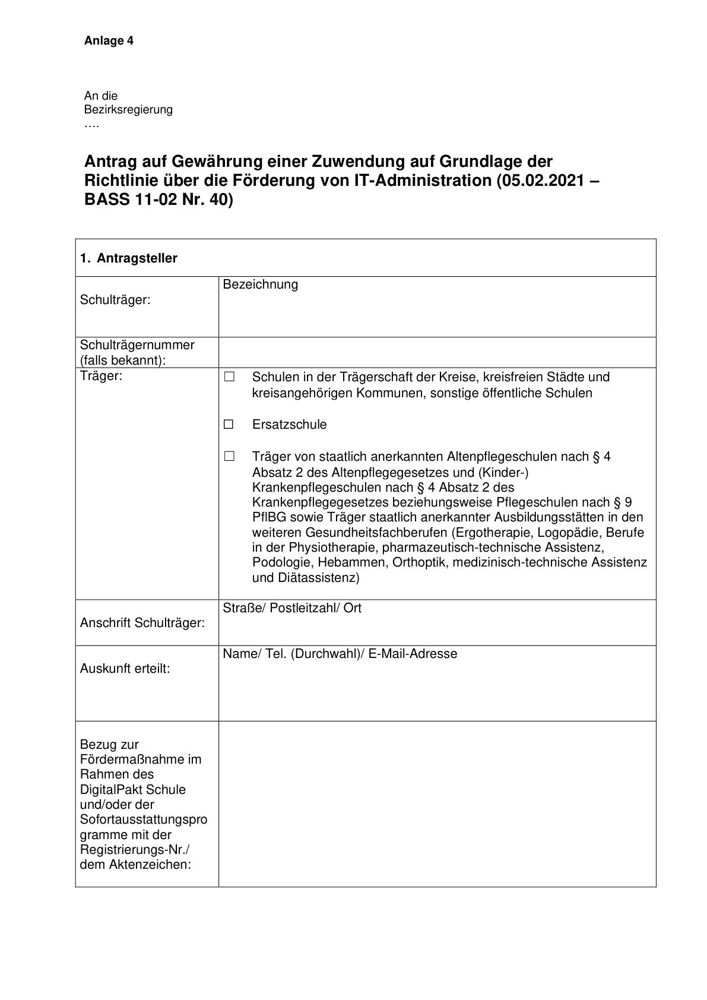 Anlage 4
An die
Bezirksregierung
….
Antrag auf Gewährung einer Zuwendung auf Grundlage der
Richtlinie über die Förderung von IT-Administration (05.02.2021 –
BASS 11-02 Nr. 40)
1. Antragsteller
Schulträger:
Bezeichnung
Schulträgernummer
(falls bekannt):
Träger:
☐ Schulen in der Trägerschaft der Kreise, kreisfreien Städte und
kreisangehörigen Kommunen, sonstige öffentliche Schulen
☐ Ersatzschule
☐ Träger von staatlich anerkannten Altenpflegeschulen nach § 4
Absatz 2 des Altenpflegegesetzes und (Kinder-)
Krankenpflegeschulen nach § 4 Absatz 2 des
Krankenpflegegesetzes beziehungsweise Pflegeschulen nach § 9
PflBG sowie Träger staatlich anerkannter Ausbildungsstätten in den
weiteren Gesundheitsfachberufen (Ergotherapie, Logopädie, Berufe
in der Physiotherapie, pharmazeutisch-technische Assistenz,
Podologie, Hebammen, Orthoptik, medizinisch-technische Assistenz
und Diätassistenz)
Anschrift Schulträger:
Straße/ Postleitzahl/ Ort
Auskunft erteilt:
Name/ Tel. (Durchwahl)/ E-Mail-Adresse
Bezug zur
Fördermaßnahme im
Rahmen des
DigitalPakt Schule
und/oder der
Sofortausstattungspro
gramme mit der
Registrierungs-Nr./
dem Aktenzeichen: